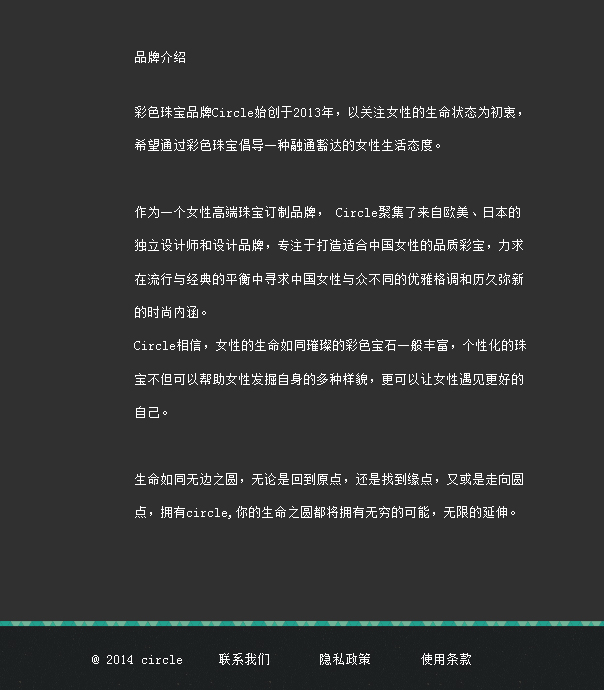 品牌介绍
彩色珠宝品牌Circle始创于2013年，以关注女性的生命状态为初衷，
希望通过彩色珠宝倡导一种融通豁达的女性生活态度。
作为一个女性高端珠宝订制品牌， Circle聚集了来自欧美、日本的
独立设计师和设计品牌，专注于打造适合中国女性的品质彩宝，力求
在流行与经典的平衡中寻求中国女性与众不同的优雅格调和历久弥新
的时尚内涵。
Circle相信，女性的生命如同璀璨的彩色宝石一般丰富，个性化的珠
宝不但可以帮助女性发掘自身的多种样貌，更可以让女性遇见更好的
自己。
生命如同无边之圆，无论是回到原点，还是找到缘点，又或是走向圆
点，拥有circle,你的生命之圆都将拥有无穷的可能，无限的延伸。
@ 2014 circle 联系我们 隐私政策 使用条款